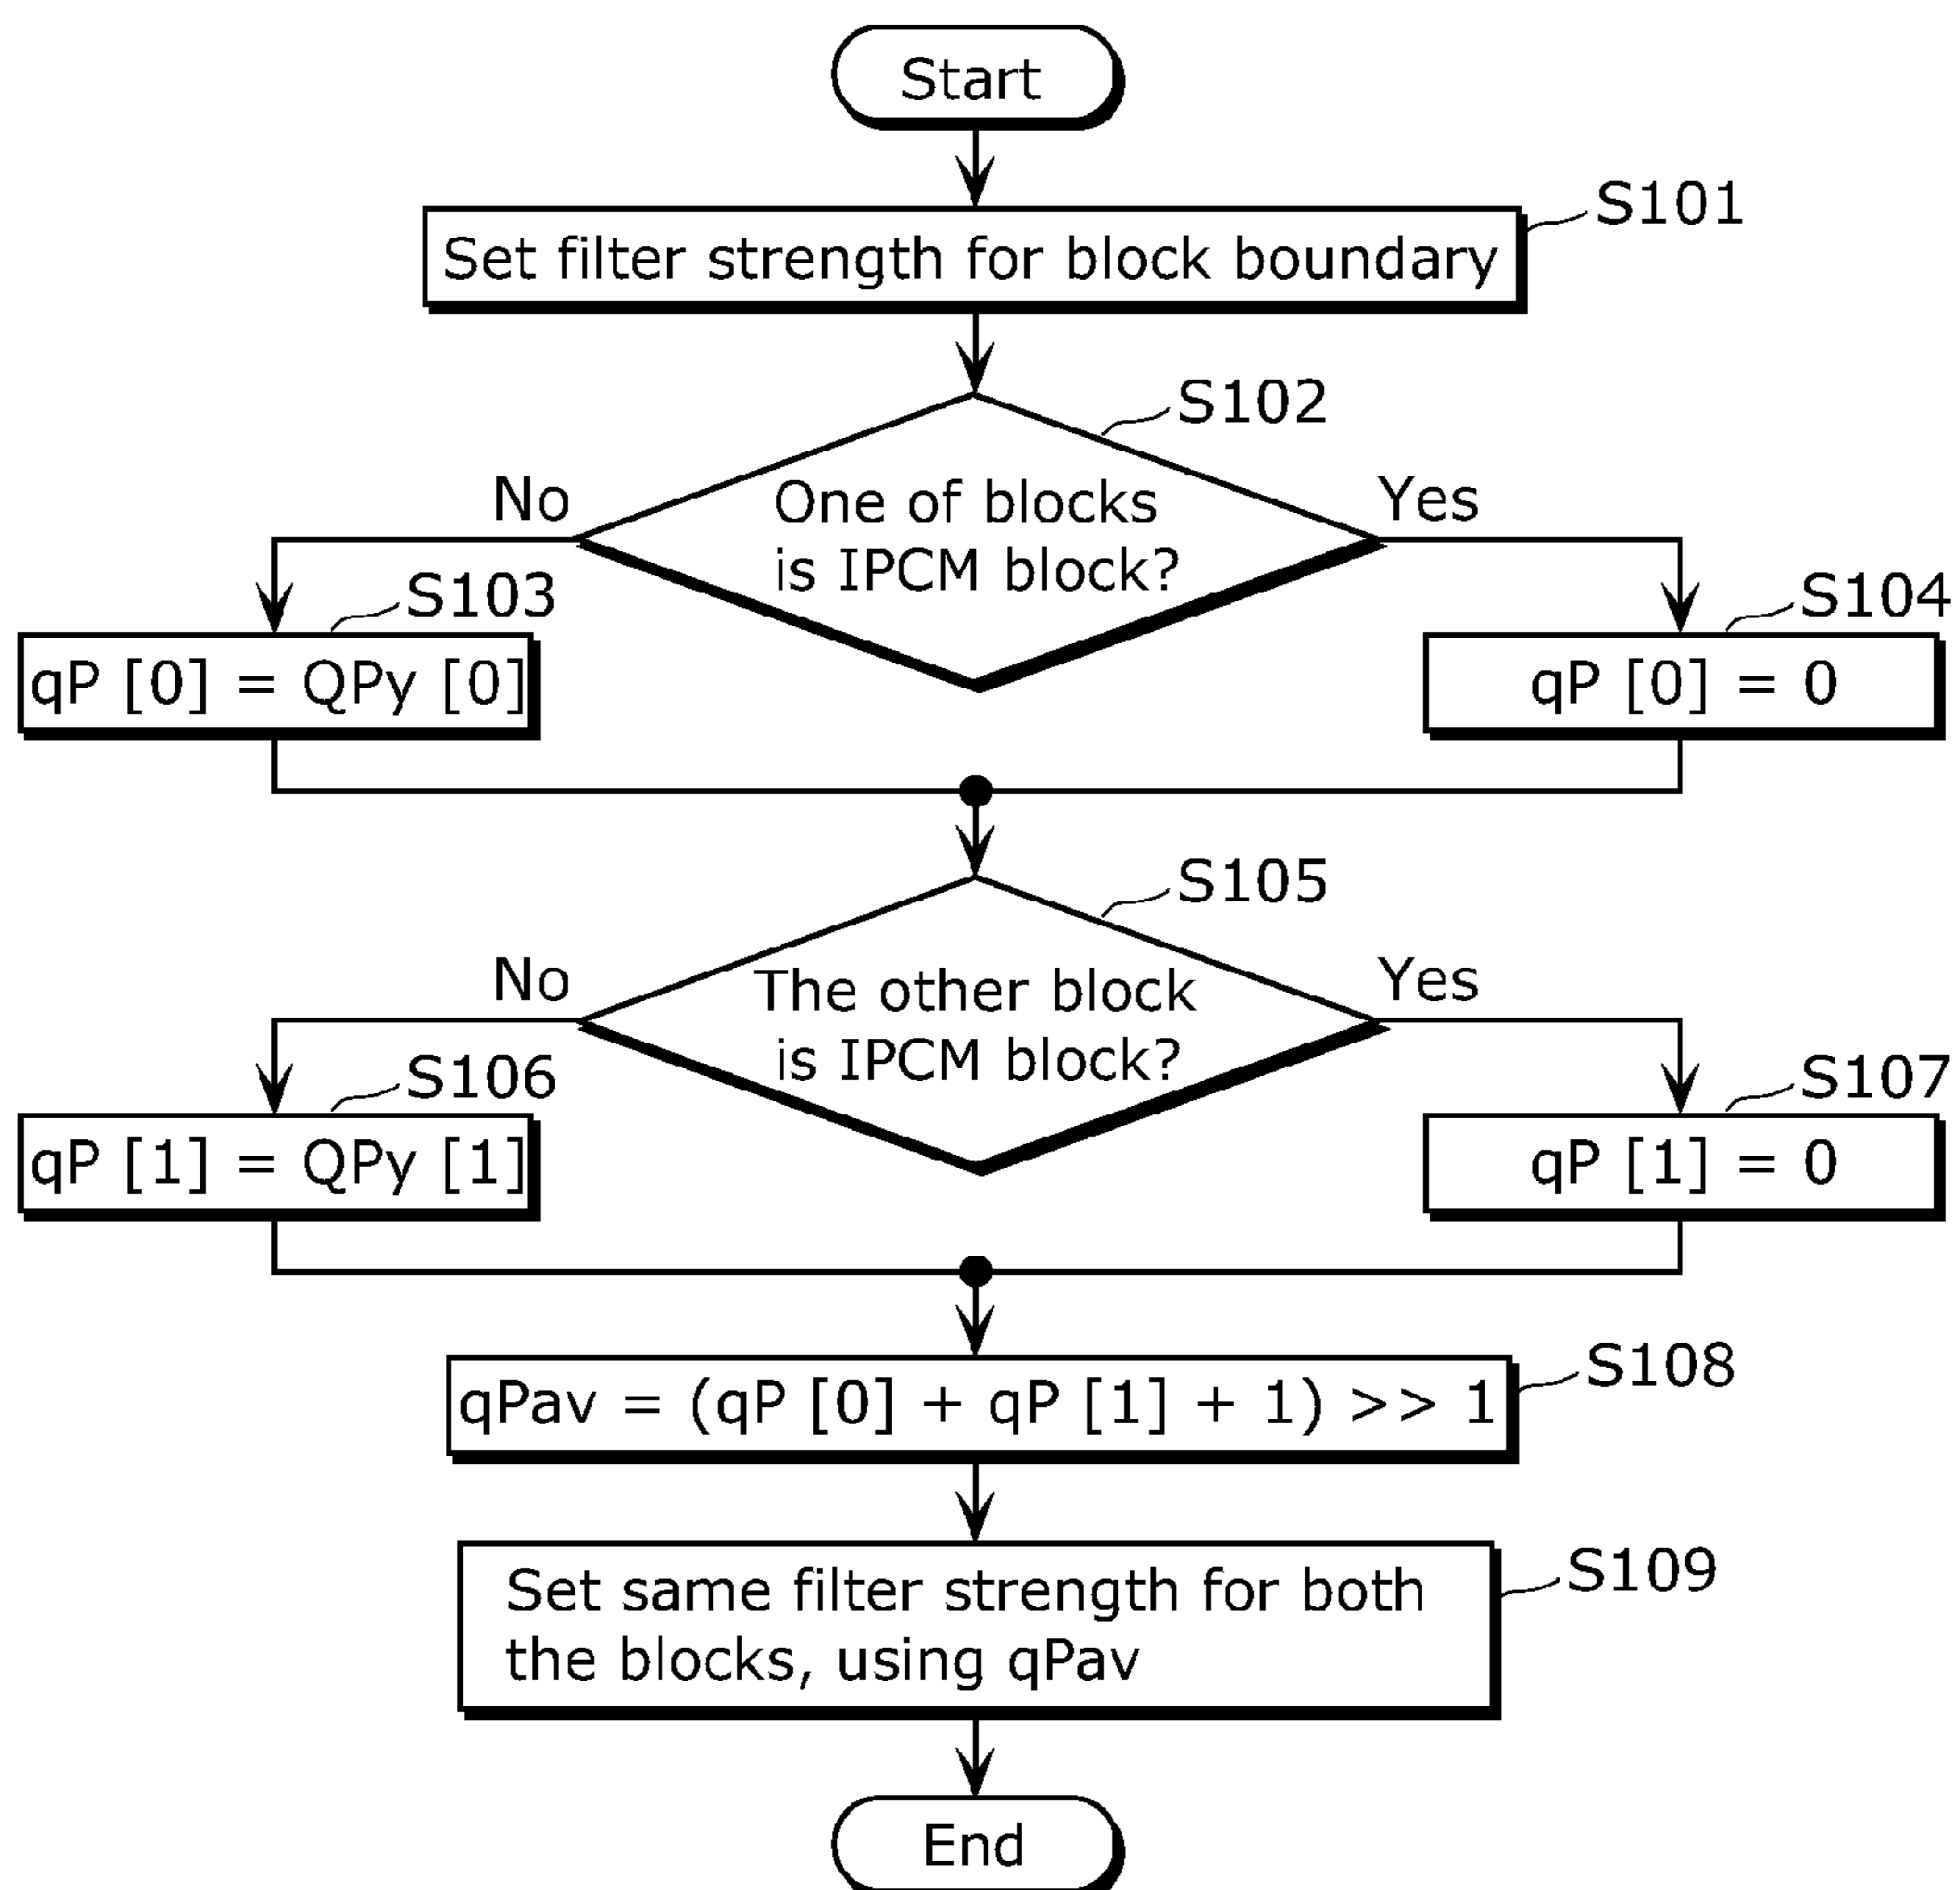 Start
S101
Set filter strength for block boundary
S102
No
One of blocks
is IPCM block?
Yes
S103
S104
qP [0] = QPy [0]
qP [0] = 0
S105
No
The other block
is IPCM block?
Yes
S106
S107
qP [1] = QPy [1]
qP [1] = 0
S108
qPav = (qP [0] + qP [1] + 1) >> 1
S109
Set same filter strength for both
the blocks, using qPav
End